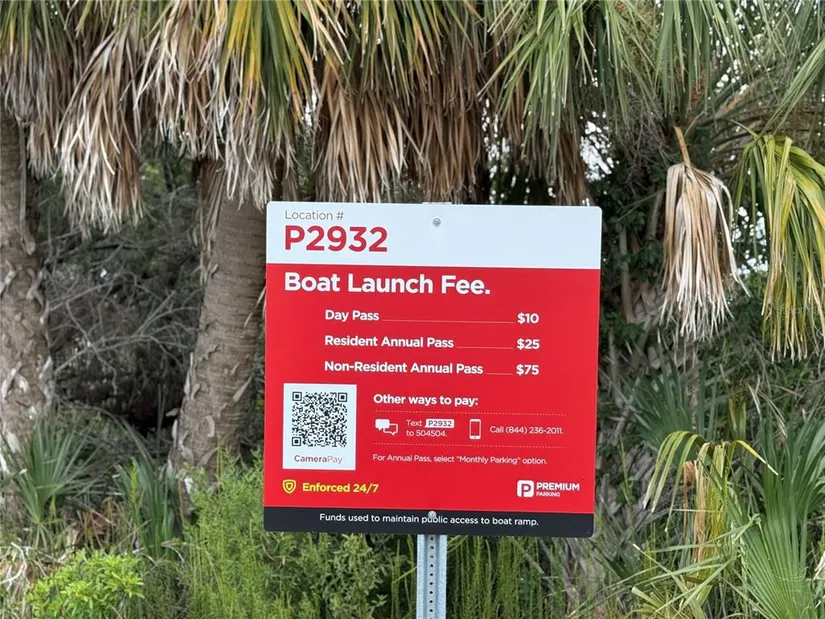 Location #
P2932
Boat Launch Fee.
Day Pass $10
Resident Annual Pass $25
Non-Resident Annual Pass $75
Other ways to pay:
Text P2932
to 504504.
Call (844) 236-2011.
For Annual Pass, select "Monthly Parking" option.
CameraPay
Enforced 24/7
P PREMIUM
PARKING
Funds used to maintain public access to boat ramp.